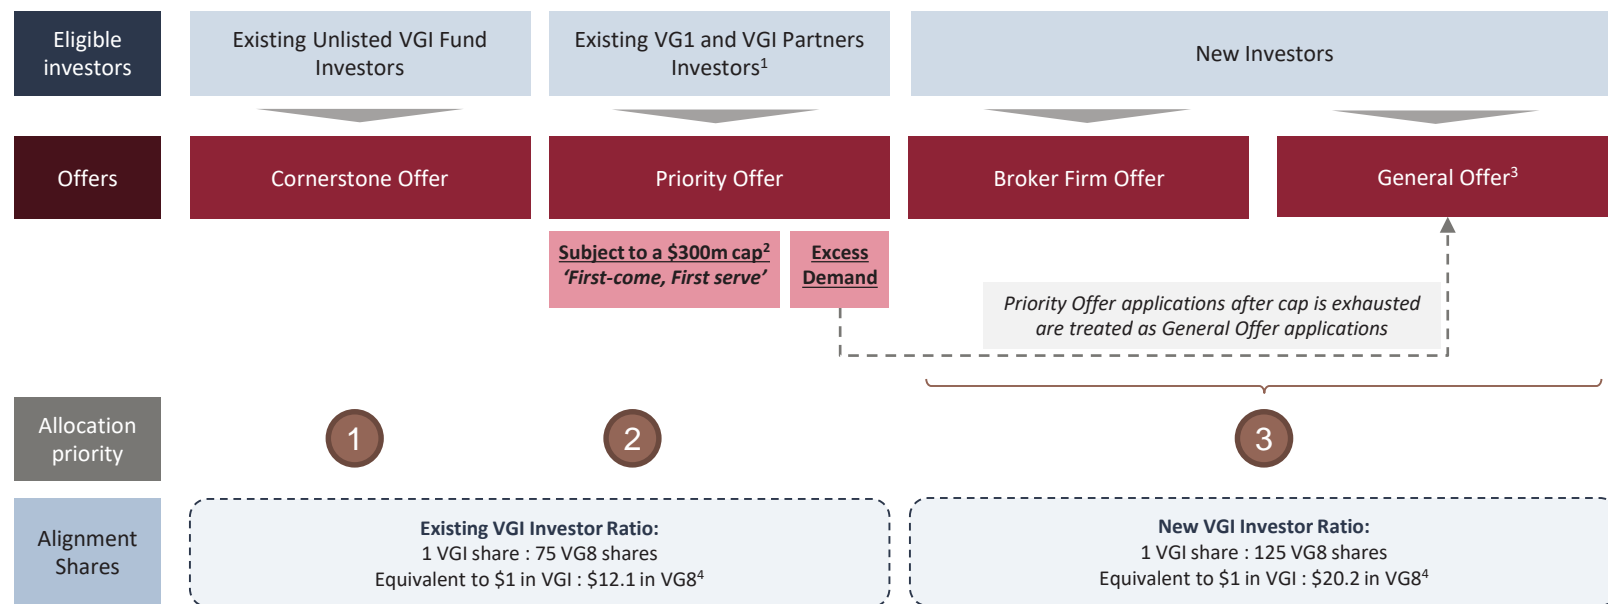 Eligible
investors
Existing Unlisted VGI Fund
Investors
Existing VG1 and VGI Partners
Investors1
New Investors
Offers
Cornerstone Offer
Priority Offer
Broker Firm Offer
General Offer3
Subject to a $300m cap2
‘First-come, First serve’
Excess
Demand
Priority Offer applications after cap is exhausted
are treated as General Offer applications
Allocation
priority
1
2
3
Alignment
Shares
Existing VGI Investor Ratio:
1 VGI share : 75 VG8 shares
Equivalent to $1 in VGI : $12.1 in VG84
New VGI Investor Ratio:
1 VGI share : 125 VG8 shares
Equivalent to $1 in VGI : $20.2 in VG84